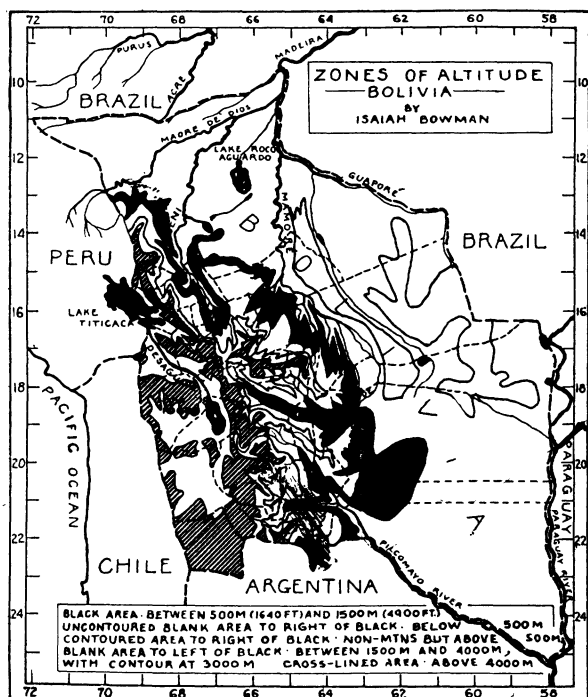 72 70 68 66 64 62 60 58
PURUS
MADEIRA
ZONES OF ALTITUDE
BOLIVIA
BY
ISAIAH BOWMAN
10 10
BRAZIL
ACRE
MADRE DE DIOS
12 12
LAKE ROCO
AGUARDO
GUAPORÉ
BENI
MAMORE
B
O
L
I
V
I
A
14 14
PERU
BRAZIL
16 16
LAKE
TITICACA
DESAG
18 18
PACIFIC OCEAN
PARAGUAY
20 20
22 22
PILCOMAYO RIVER
PARAGUAY RIVER
CHILE
ARGENTINA
24 24
BLACK AREA · BETWEEN 500M (1640 FT) AND 1500M (4900 FT.)
UNCONTOURED BLANK AREA TO RIGHT OF BLACK · BELOW 500M
CONTOURED AREA TO RIGHT OF BLACK · NON-MTNS BUT ABOVE 500M,
BLANK AREA TO LEFT OF BLACK · BETWEEN 1500M AND 4000M,
WITH CONTOUR AT 3000M CROSS-LINED AREA · ABOVE 4000M
72 70 68 66 64 62 60 58